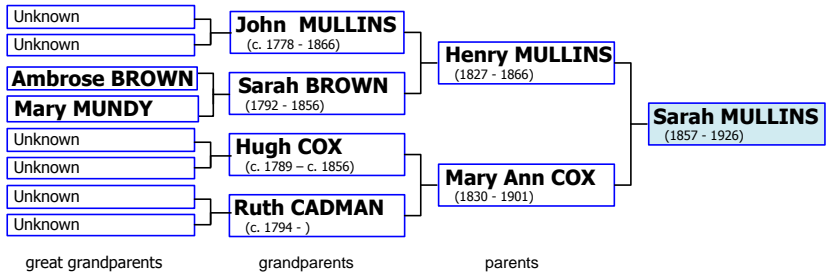 Unknown
Unknown
Ambrose BROWN
Mary MUNDY
Unknown
Unknown
Unknown
Unknown
great grandparents
John MULLINS
(c. 1778 - 1866)
Sarah BROWN
(1792 - 1856)
Hugh COX
(c. 1789 – c. 1856)
Ruth CADMAN
(c. 1794 - )
grandparents
Henry MULLINS
(1827 - 1866)
Mary Ann COX
(1830 - 1901)
parents
Sarah MULLINS
(1857 - 1926)